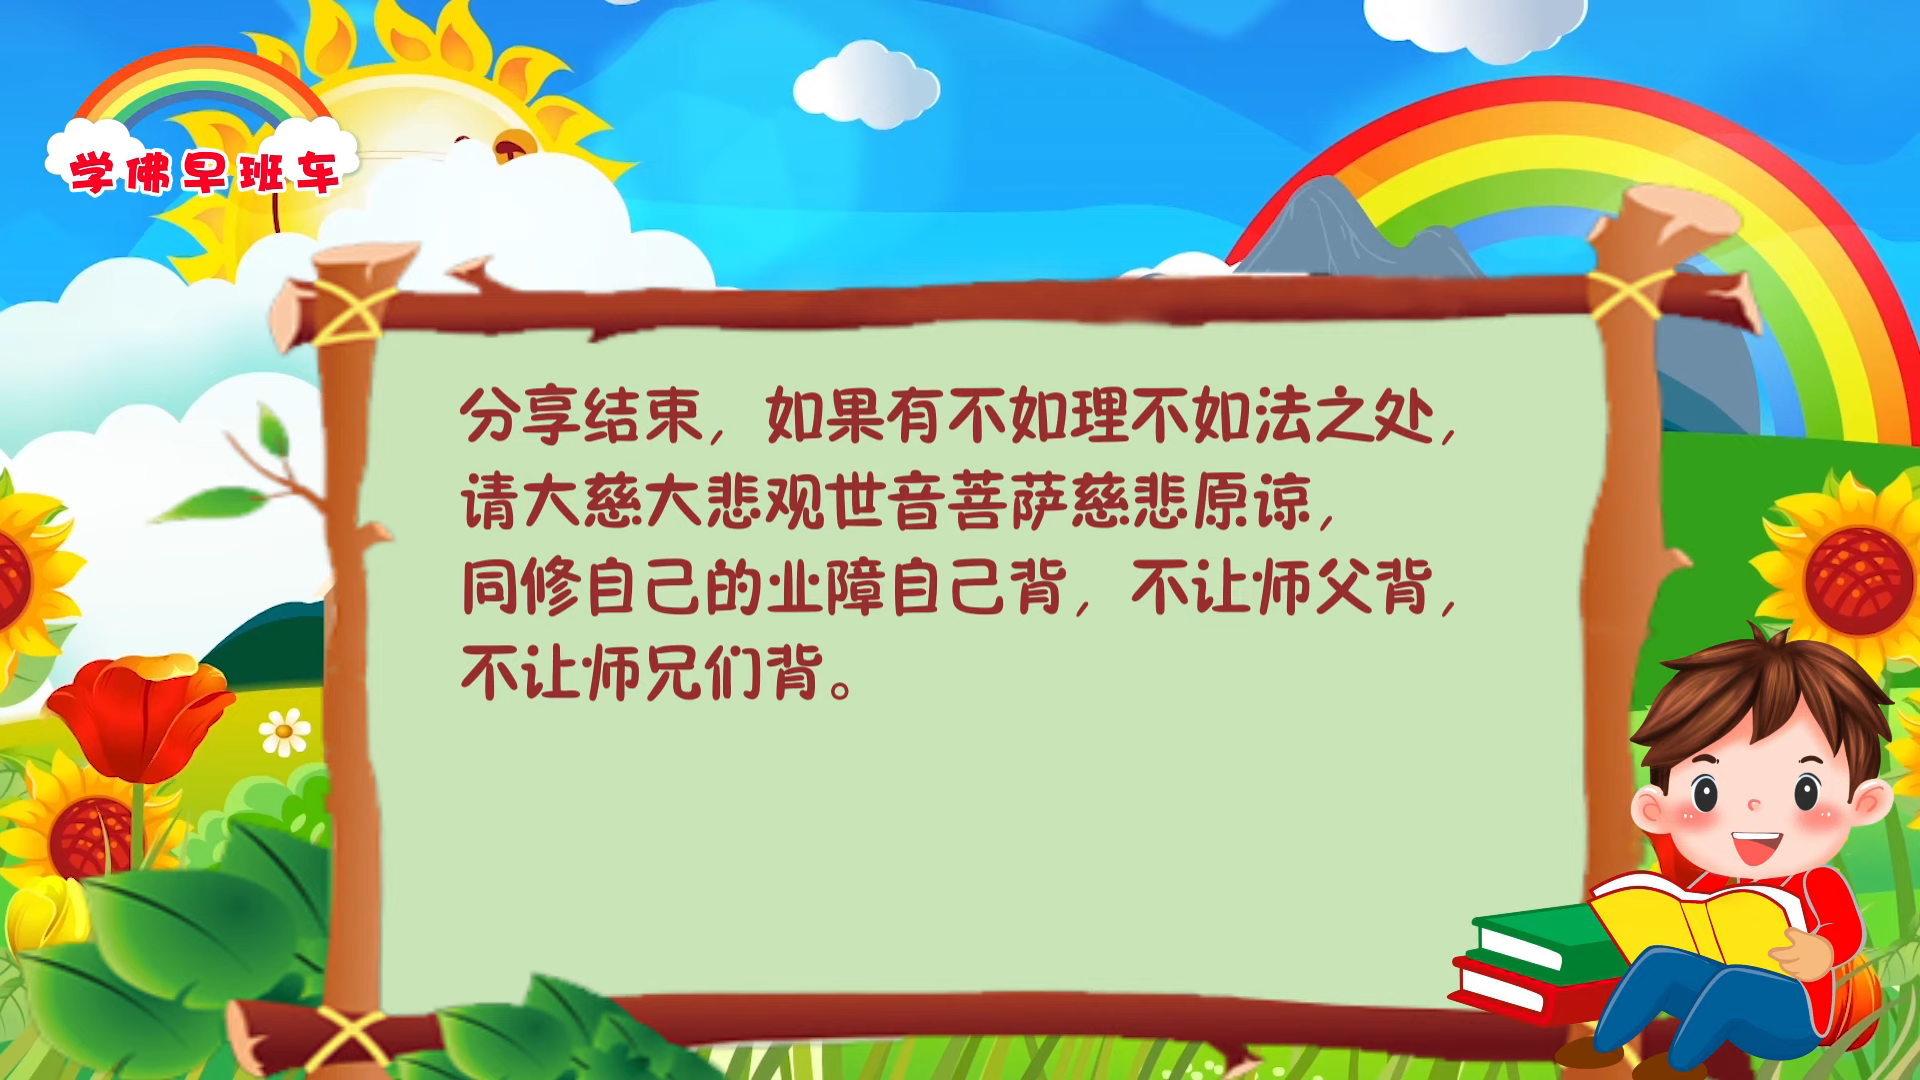 学佛早班车
分享结束，如果有不如理不如法之处，
请大慈大悲观世音菩萨慈悲原谅，
同修自己的业障自己背，不让师父背，
不让师兄们背。